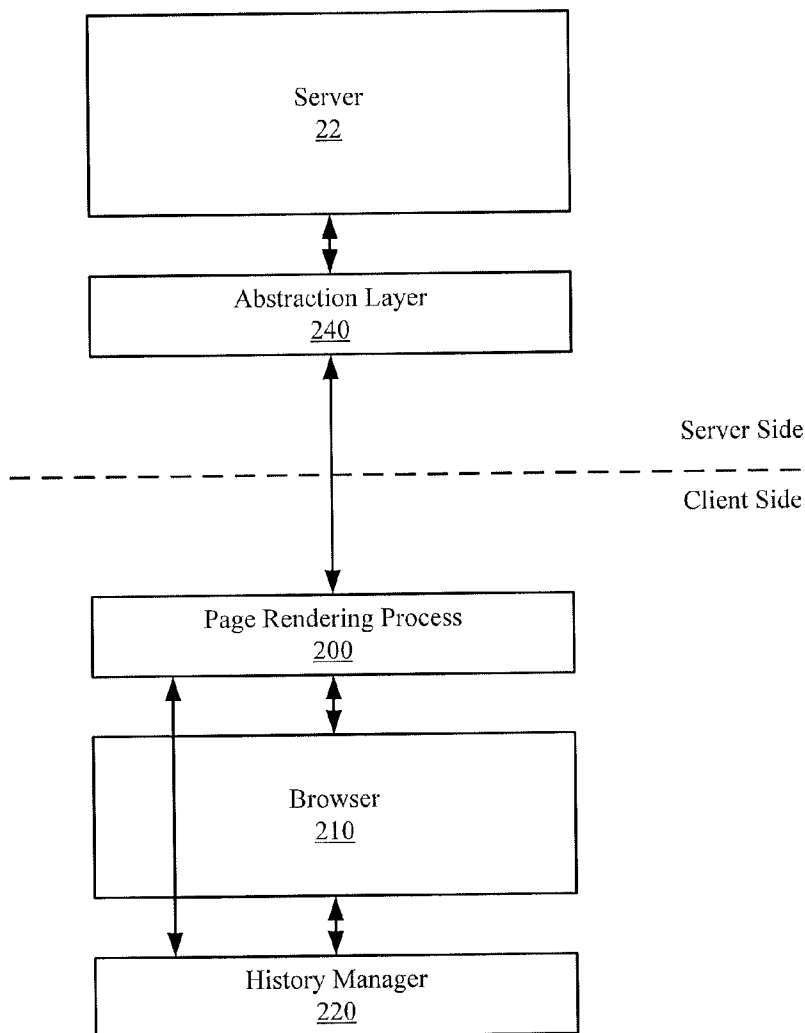 Server
22
Abstraction Layer
240
Server Side
Client Side
Page Rendering Process
200
Browser
210
History Manager
220